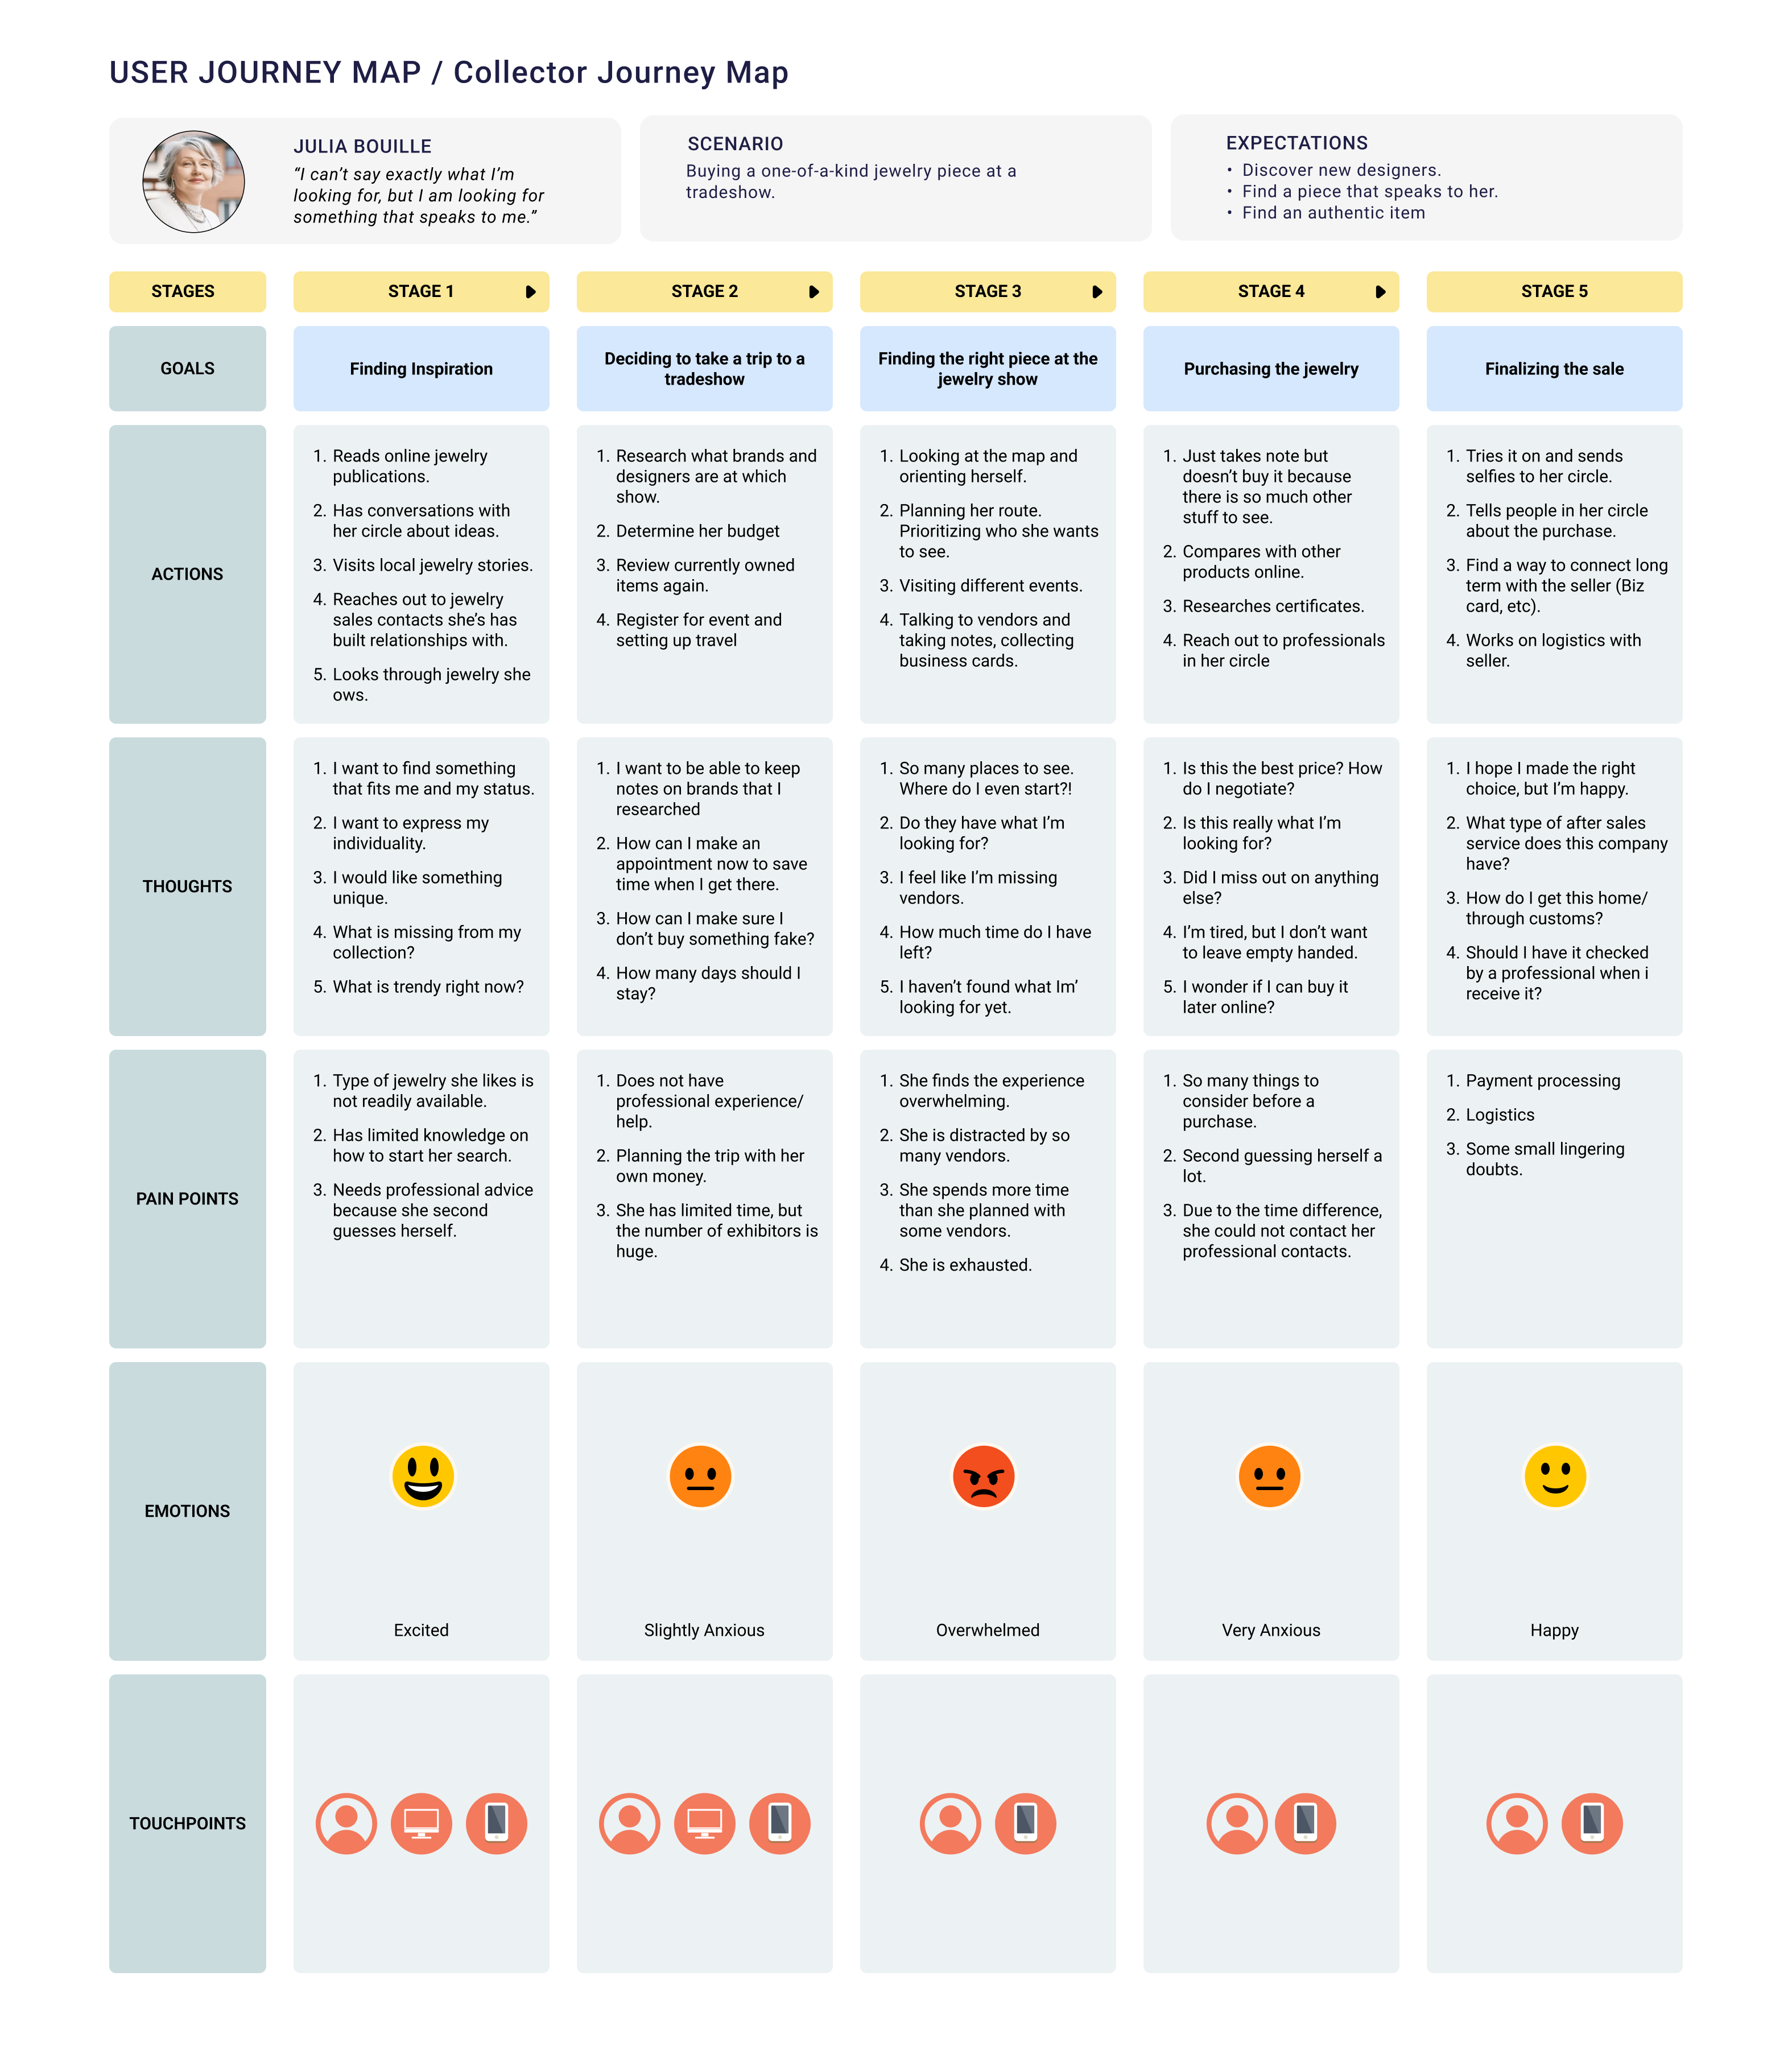 USER JOURNEY MAP / Collector Journey Map
JULIA BOUILLE
“I can’t say exactly what I’m
looking for, but I am looking for
something that speaks to me.”
SCENARIO
Buying a one-of-a-kind jewelry piece at a
tradeshow.
EXPECTATIONS
• Discover new designers.
• Find a piece that speaks to her.
• Find an authentic item
STAGES
STAGE 1
STAGE 2
STAGE 3
STAGE 4
STAGE 5
GOALS
Finding Inspiration
Deciding to take a trip to a
tradeshow
Finding the right piece at the
jewelry show
Purchasing the jewelry
Finalizing the sale
ACTIONS
1. Reads online jewelry
publications.
2. Has conversations with
her circle about ideas.
3. Visits local jewelry stories.
4. Reaches out to jewelry
sales contacts she’s has
built relationships with.
5. Looks through jewelry she
ows.
1. Research what brands and
designers are at which
show.
2. Determine her budget
3. Review currently owned
items again.
4. Register for event and
setting up travel
1. Looking at the map and
orienting herself.
2. Planning her route.
Prioritizing who she wants
to see.
3. Visiting different events.
4. Talking to vendors and
taking notes, collecting
business cards.
1. Just takes note but
doesn’t buy it because
there is so much other
stuff to see.
2. Compares with other
products online.
3. Researches certificates.
4. Reach out to professionals
in her circle
1. Tries it on and sends
selfies to her circle.
2. Tells people in her circle
about the purchase.
3. Find a way to connect long
term with the seller (Biz
card, etc).
4. Works on logistics with
seller.
THOUGHTS
1. I want to find something
that fits me and my status.
2. I want to express my
individuality.
3. I would like something
unique.
4. What is missing from my
collection?
5. What is trendy right now?
1. I want to be able to keep
notes on brands that I
researched
2. How can I make an
appointment now to save
time when I get there.
3. How can I make sure I
don’t buy something fake?
4. How many days should I
stay?
1. So many places to see.
Where do I even start?!
2. Do they have what I’m
looking for?
3. I feel like I’m missing
vendors.
4. How much time do I have
left?
5. I haven’t found what Im’
looking for yet.
1. Is this the best price? How
do I negotiate?
2. Is this really what I’m
looking for?
3. Did I miss out on anything
else?
4. I’m tired, but I don’t want
to leave empty handed.
5. I wonder if I can buy it
later online?
1. I hope I made the right
choice, but I’m happy.
2. What type of after sales
service does this company
have?
3. How do I get this home/
through customs?
4. Should I have it checked
by a professional when i
receive it?
PAIN POINTS
1. Type of jewelry she likes is
not readily available.
2. Has limited knowledge on
how to start her search.
3. Needs professional advice
because she second
guesses herself.
1. Does not have
professional experience/
help.
2. Planning the trip with her
own money.
3. She has limited time, but
the number of exhibitors is
huge.
1. She finds the experience
overwhelming.
2. She is distracted by so
many vendors.
3. She spends more time
than she planned with
some vendors.
4. She is exhausted.
1. So many things to
consider before a
purchase.
2. Second guessing herself a
lot.
3. Due to the time difference,
she could not contact her
professional contacts.
1. Payment processing
2. Logistics
3. Some small lingering
doubts.
EMOTIONS
Excited
Slightly Anxious
Overwhelmed
Very Anxious
Happy
TOUCHPOINTS